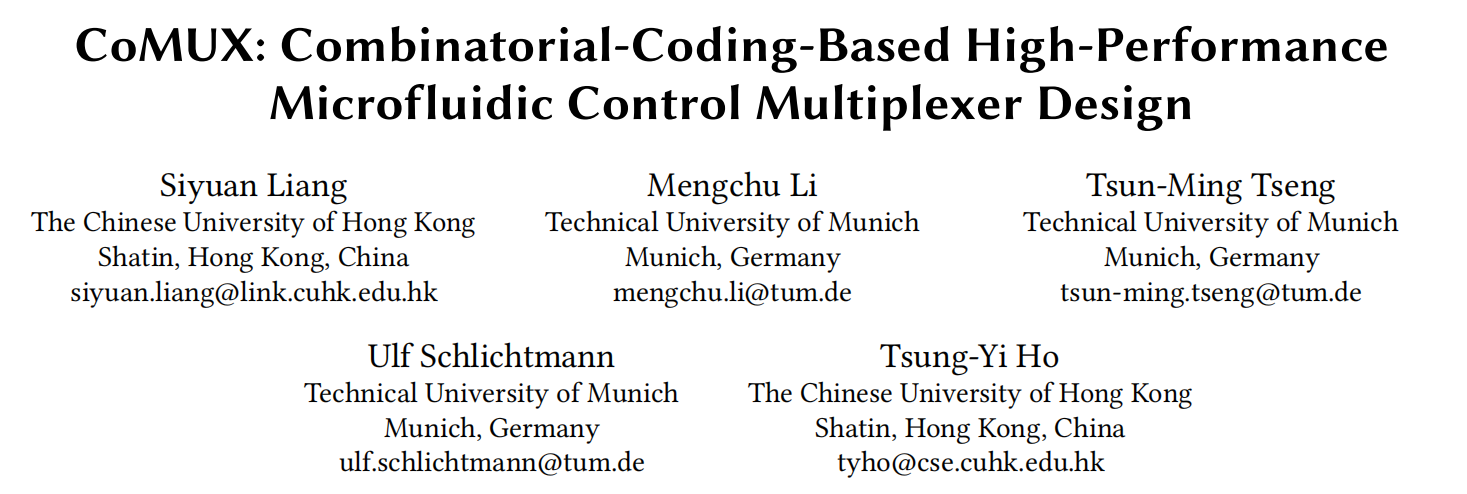 CoMUX: Combinatorial-Coding-Based High-Performance
Microfluidic Control Multiplexer Design
Siyuan Liang
The Chinese University of Hong Kong
Shatin, Hong Kong, China
siyuan.liang@link.cuhk.edu.hk
Mengchu Li
Technical University of Munich
Munich, Germany
mengchu.li@tum.de
Tsun-Ming Tseng
Technical University of Munich
Munich, Germany
tsun-ming.tseng@tum.de
Ulf Schlichtmann
Technical University of Munich
Munich, Germany
ulf.schlichtmann@tum.de
Tsung-Yi Ho
The Chinese University of Hong Kong
Shatin, Hong Kong, China
tyho@cse.cuhk.edu.hk